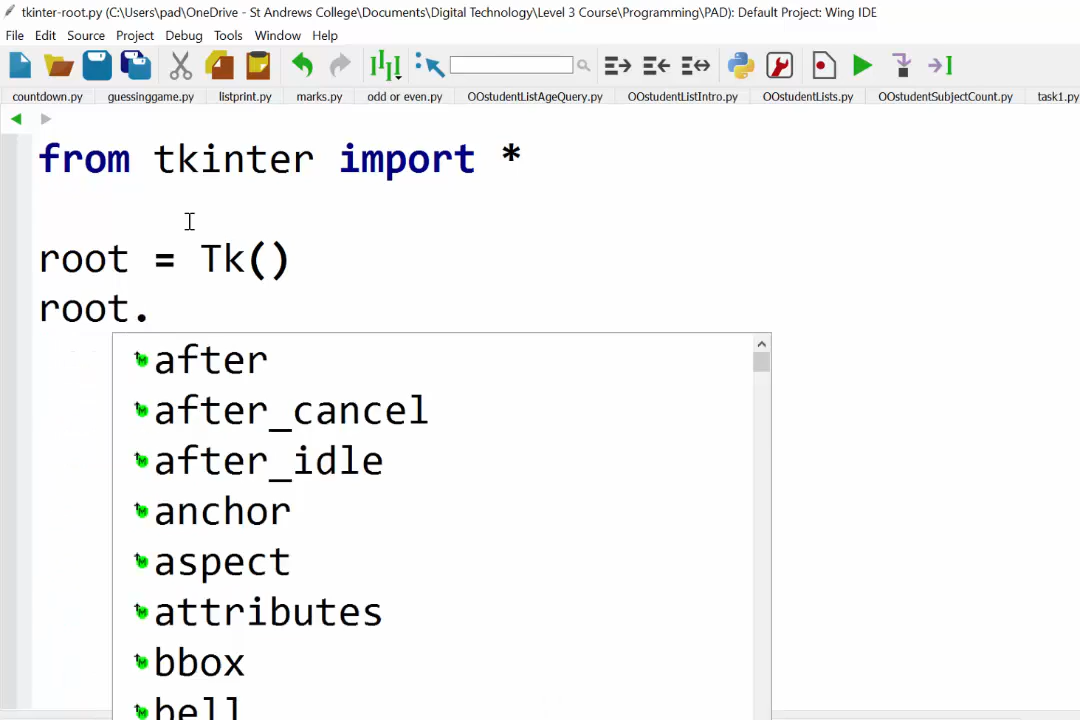 tkinter-root.py (C:\Users\pad\OneDrive - St Andrews College\Documents\Digital Technology\Level 3 Course\Programming\PAD): Default Project: Wing IDE
File Edit Source Project Debug Tools Window Help
countdown.py guessinggame.py listprint.py marks.py odd or even.py OOstudentListAgeQuery.py OOstudentListIntro.py OOstudentLists.py OOstudentSubjectCount.py task1.py
from tkinter import *
root = Tk()
root.
after
after_cancel
after_idle
anchor
aspect
attributes
bbox
bell